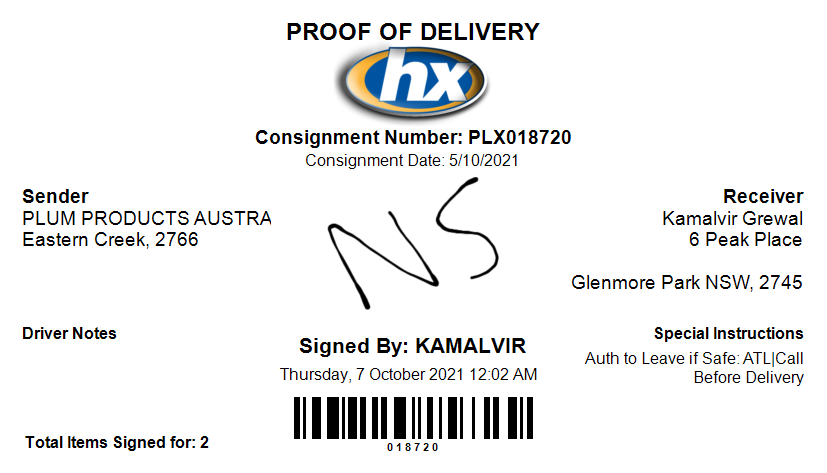 PROOF OF DELIVERY
hx
Consignment Number: PLX018720
Consignment Date: 5/10/2021
Sender
PLUM PRODUCTS AUSTRA
Eastern Creek, 2766
NS
Receiver
Kamalvir Grewal
6 Peak Place
Glenmore Park NSW, 2745
Driver Notes
Signed By: KAMALVIR
Thursday, 7 October 2021 12:02 AM
Special Instructions
Auth to Leave if Safe: ATL|Call
Before Delivery
Total Items Signed for: 2
018720